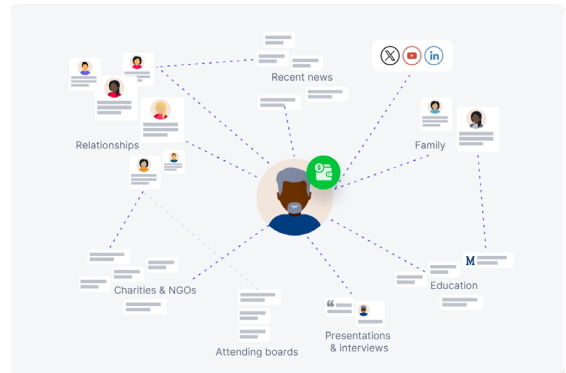 Recent news
Relationships
Family
M
Charities & NGOs
Education
Presentations
& interviews
Attending boards